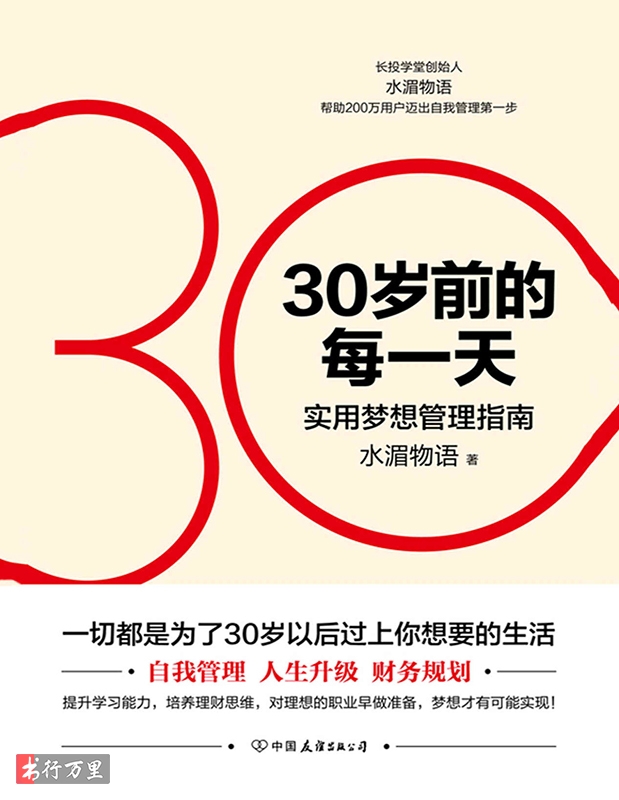 长投学堂创始人
水湄物语
帮助200万用户迈出自我管理第一步
30
30岁前的
每一天
实用梦想管理指南
水湄物语 著
一切都是为了30岁以后过上你想要的生活
自我管理 人生升级 财务规划
提升学习能力，培养理财思维，对理想的职业早做准备，梦想才有可能实现！
中国友谊出版公司
书行万里